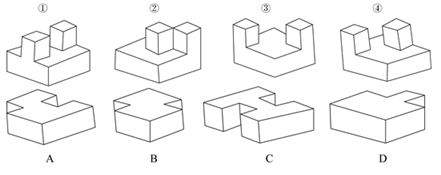 ① ② ③ ④
A B C D